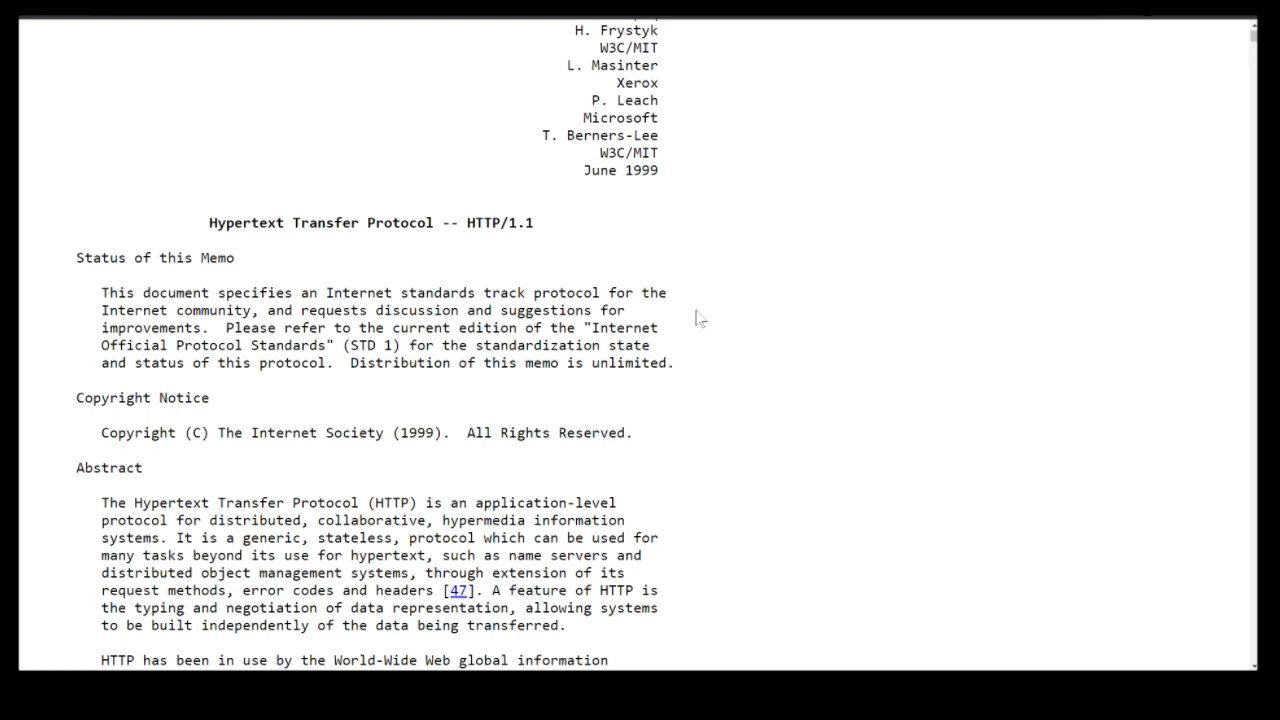 H. Frystyk
W3C/MIT
L. Masinter
Xerox
P. Leach
Microsoft
T. Berners-Lee
W3C/MIT
June 1999
Hypertext Transfer Protocol -- HTTP/1.1
Status of this Memo
This document specifies an Internet standards track protocol for the
Internet community, and requests discussion and suggestions for
improvements.  Please refer to the current edition of the "Internet
Official Protocol Standards" (STD 1) for the standardization state
and status of this protocol.  Distribution of this memo is unlimited.
Copyright Notice
Copyright (C) The Internet Society (1999).  All Rights Reserved.
Abstract
The Hypertext Transfer Protocol (HTTP) is an application-level
protocol for distributed, collaborative, hypermedia information
systems. It is a generic, stateless, protocol which can be used for
many tasks beyond its use for hypertext, such as name servers and
distributed object management systems, through extension of its
request methods, error codes and headers [47]. A feature of HTTP is
the typing and negotiation of data representation, allowing systems
to be built independently of the data being transferred.
HTTP has been in use by the World-Wide Web global information